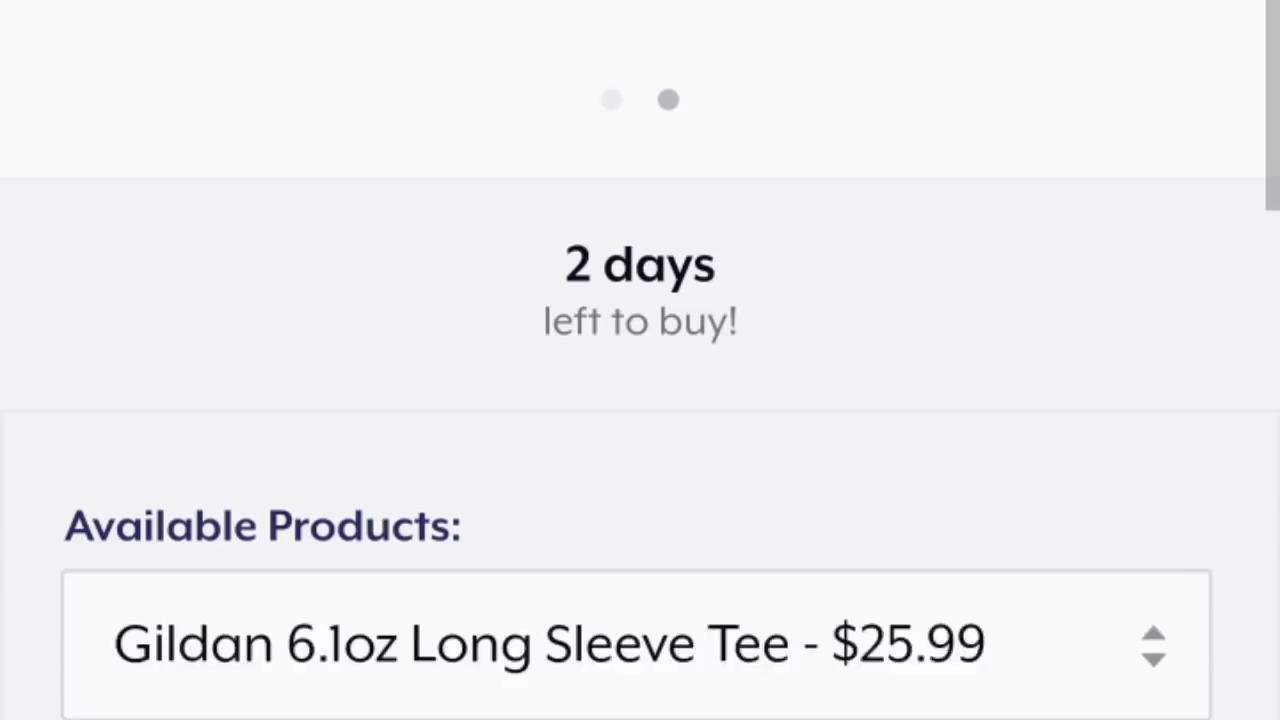 2 days
left to buy!
Available Products:
Gildan 6.1oz Long Sleeve Tee - $25.99